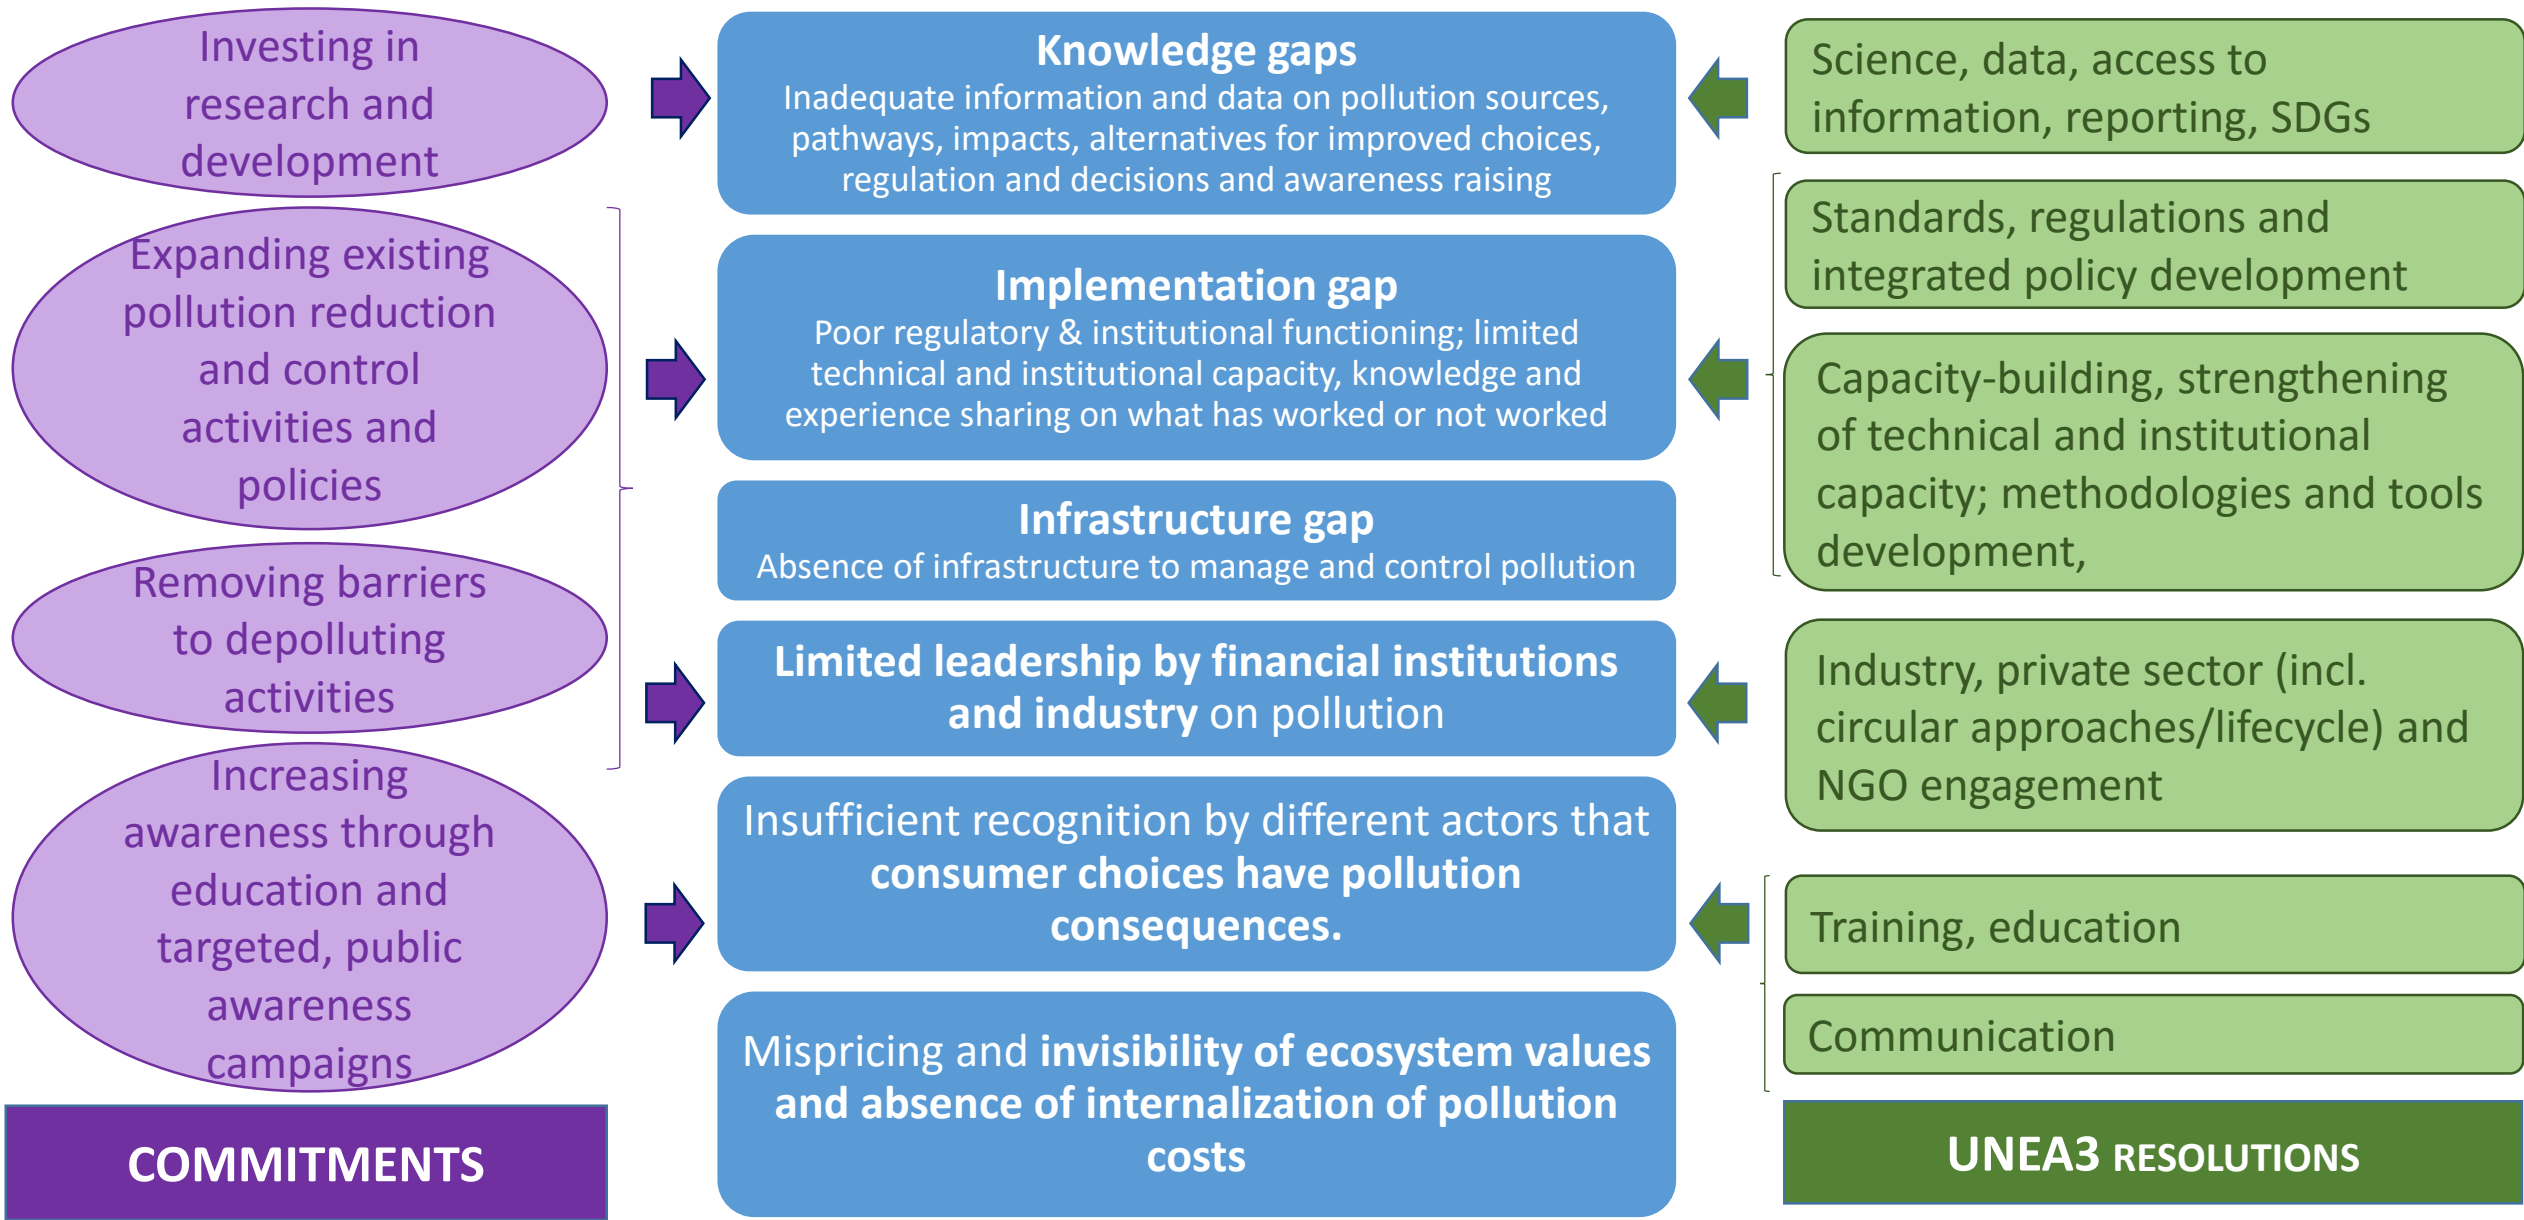 Investing in
research and
development
Expanding existing
pollution reduction
and control
activities and
policies
Removing barriers
to depolluting
activities
Increasing
awareness through
education and
targeted, public
awareness
campaigns
COMMITMENTS
Knowledge gaps
Inadequate information and data on pollution sources,
pathways, impacts, alternatives for improved choices,
regulation and decisions and awareness raising
Implementation gap
Poor regulatory & institutional functioning; limited
technical and institutional capacity, knowledge and
experience sharing on what has worked or not worked
Infrastructure gap
Absence of infrastructure to manage and control pollution
Limited leadership by financial institutions
and industry on pollution
Insufficient recognition by different actors that
consumer choices have pollution
consequences.
Mispricing and invisibility of ecosystem values
and absence of internalization of pollution
costs
Science, data, access to
information, reporting, SDGs
Standards, regulations and
integrated policy development
Capacity-building, strengthening
of technical and institutional
capacity; methodologies and tools
development,
Industry, private sector (incl.
circular approaches/lifecycle) and
NGO engagement
Training, education
Communication
UNEA3 RESOLUTIONS